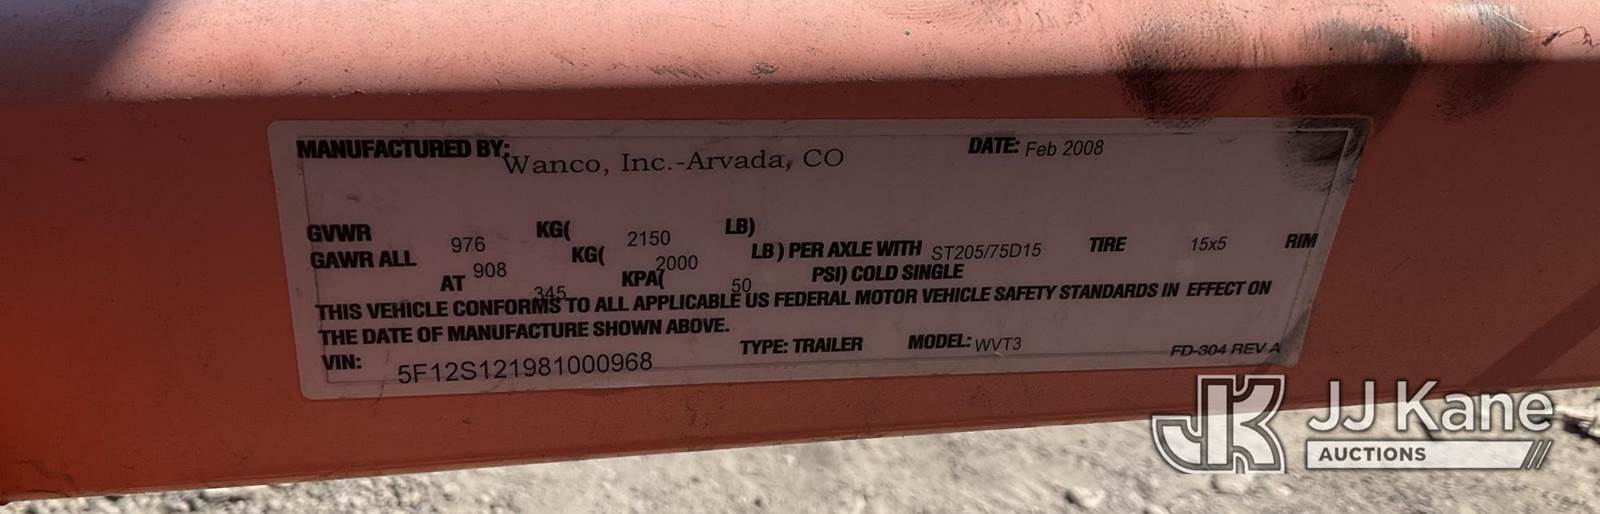 MANUFACTURED BY: Wanco, Inc.-Arvada, CO DATE: Feb 2008
GVWR 976 KG( 2150 LB)
GAWR ALL 908 KG( 2000 LB ) PER AXLE WITH ST205/75D15 TIRE 15x5 RIM
AT 345 KPA( 50 PSI) COLD SINGLE
THIS VEHICLE CONFORMS TO ALL APPLICABLE US FEDERAL MOTOR VEHICLE SAFETY STANDARDS IN EFFECT ON
THE DATE OF MANUFACTURE SHOWN ABOVE.
VIN: 5F12S121981000968 TYPE: TRAILER MODEL: WVT3
FD-304 REV A
JK JJ Kane
AUCTIONS